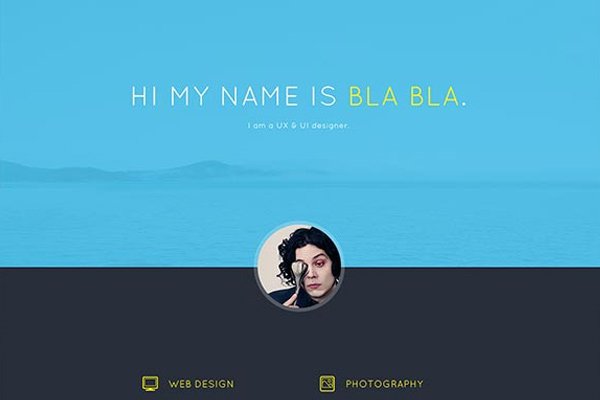 HI MY NAME IS BLA BLA.
I am a UX & UI designer.
WEB DESIGN
PHOTOGRAPHY